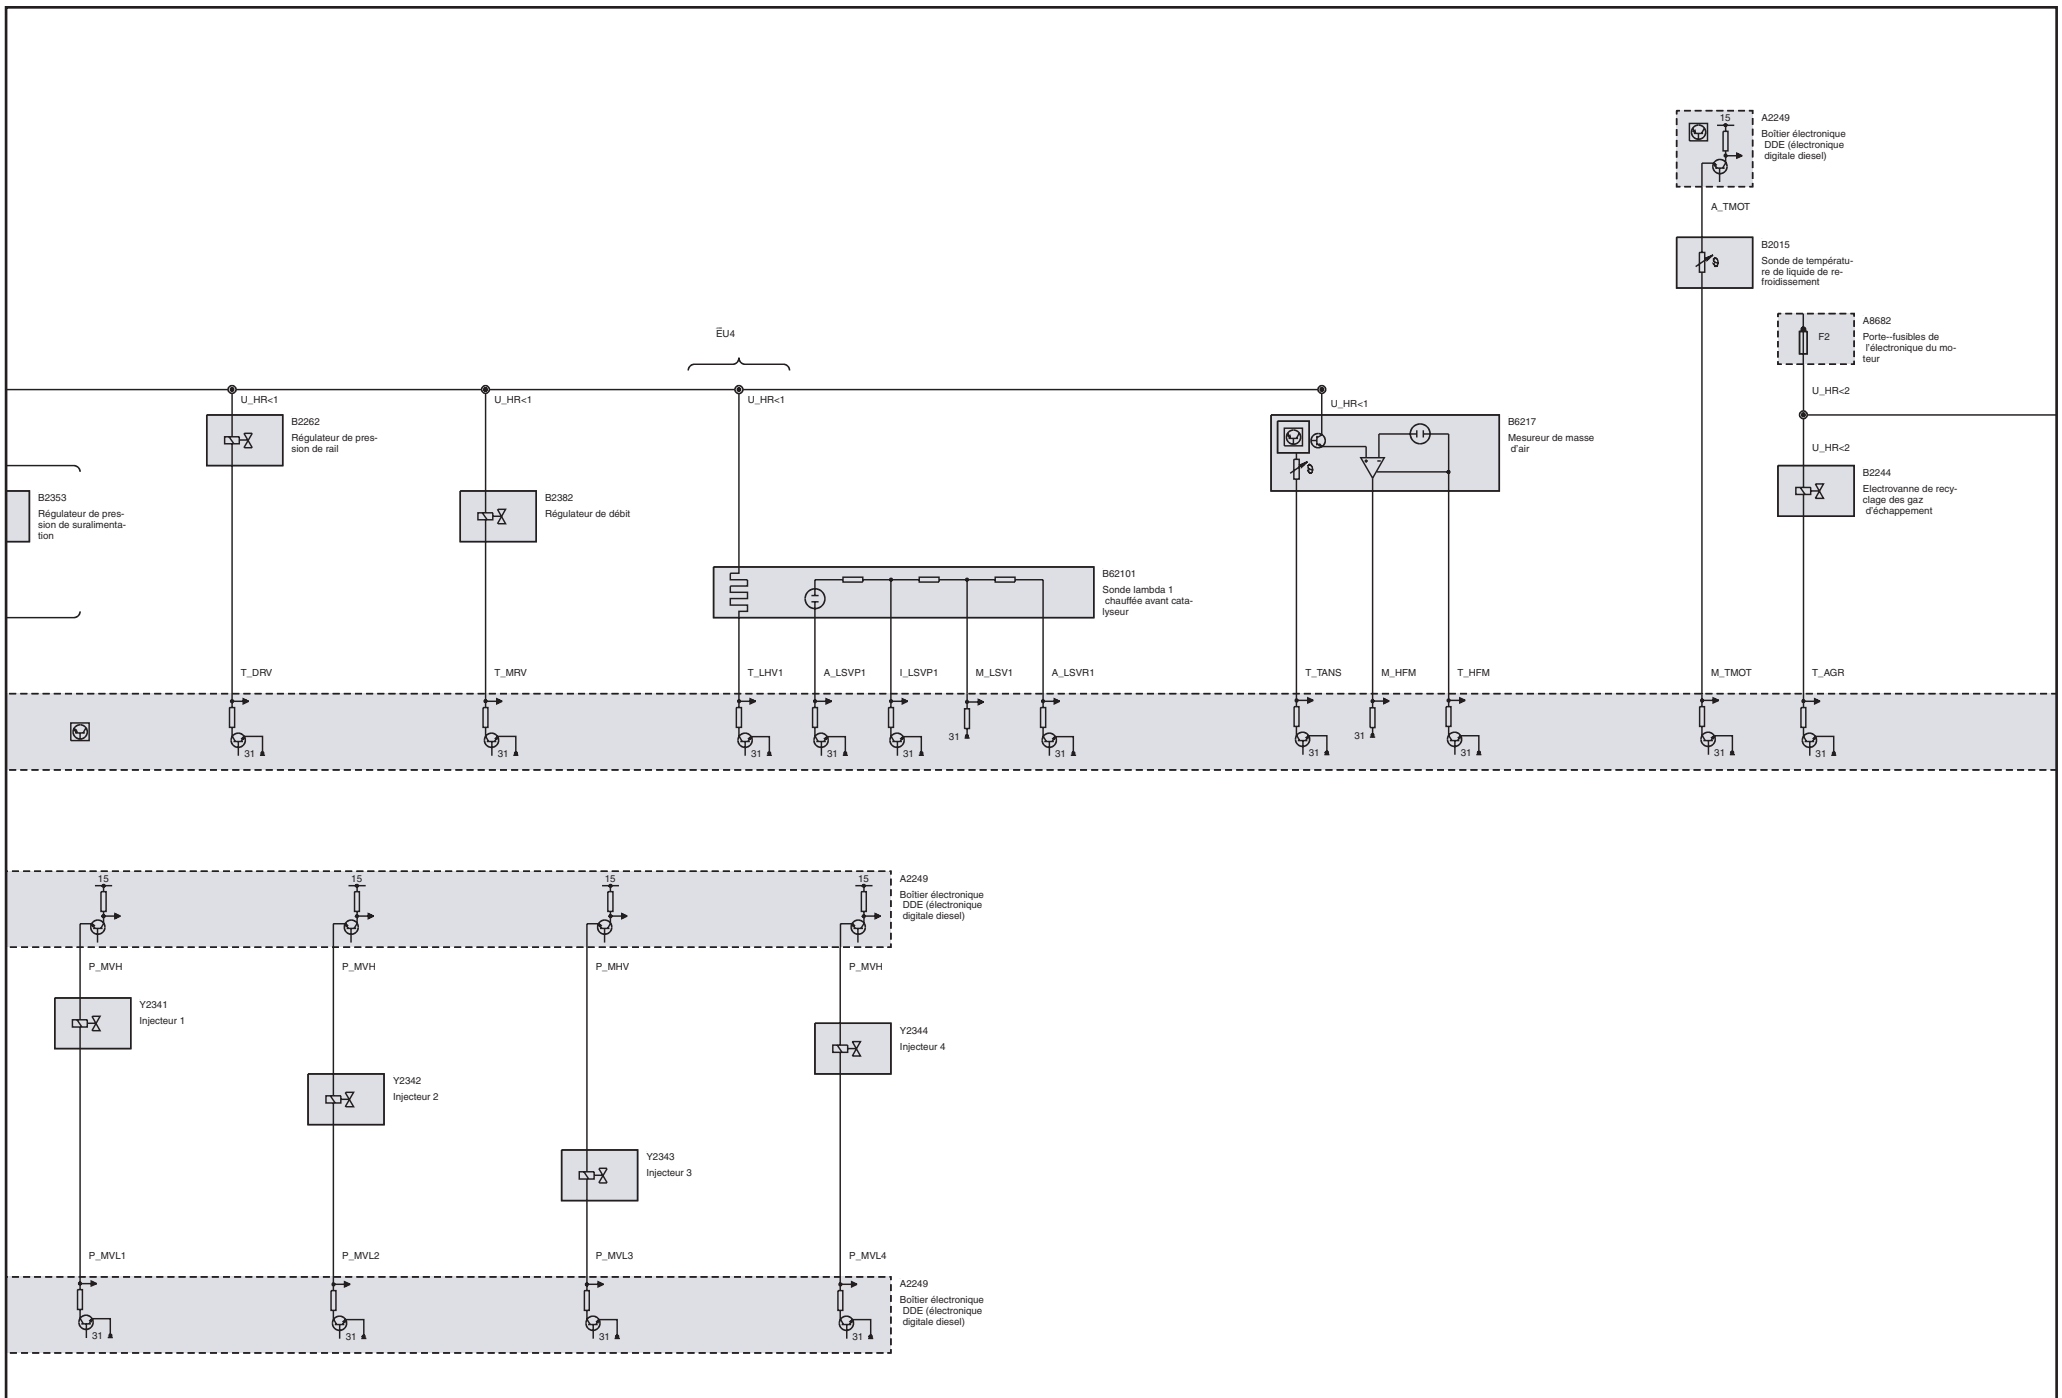 15
A2249
Boîtier électronique
DDE (électronique
digitale diesel)
A_TMOT
B2015
Sonde de températu-
re de liquide de re-
froidissement
EU4
A8682
F2
Porte--fusibles de
l'électronique du mo-
teur
U_HR<1
U_HR<1
U_HR<1
U_HR<1
U_HR<2
B2262
Régulateur de pres-
sion de rail
B6217
Mesureur de masse
d'air
U_HR<2
B2353
Régulateur de pres-
sion de suralimenta-
tion
B2382
Régulateur de débit
B2244
Electrovanne de recy-
clage des gaz
d'échappement
B62101
Sonde lambda 1
chauffée avant cata-
lyseur
T_DRV
T_MRV
T_LHV1
A_LSVP1
I_LSVP1
M_LSV1
A_LSVR1
T_TANS
M_HFM
T_HFM
M_TMOT
T_AGR
31
31
31
31
31
31
31
31
31
31
31
31
15
15
15
15
A2249
Boîtier électronique
DDE (électronique
digitale diesel)
P_MVH
P_MVH
P_MHV
P_MVH
Y2341
Injecteur 1
Y2344
Injecteur 4
Y2342
Injecteur 2
Y2343
Injecteur 3
P_MVL1
P_MVL2
P_MVL3
P_MVL4
A2249
Boîtier électronique
DDE (électronique
digitale diesel)
31
31
31
31